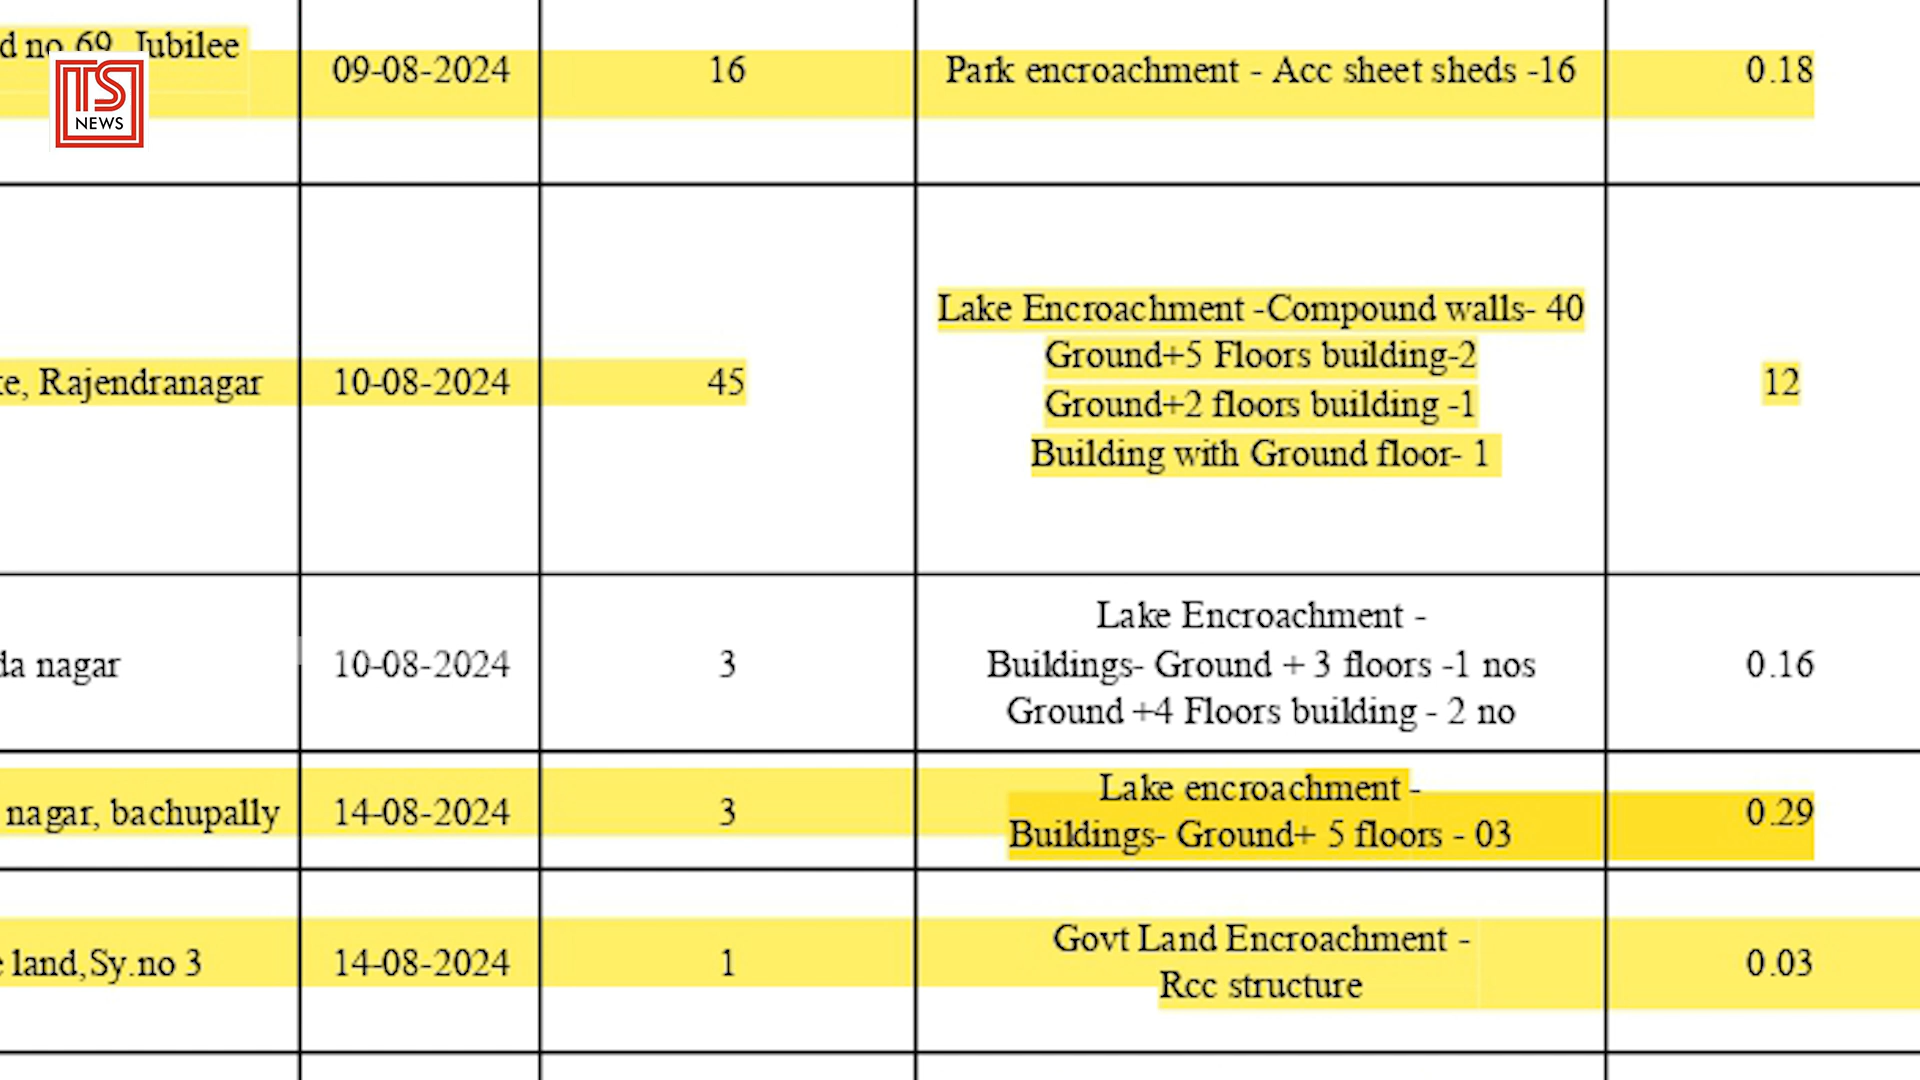 d no 69, Jubilee
09-08-2024
16
Park encroachment - Acc sheet sheds -16
0.18
TS
NEWS
e, Rajendranagar
10-08-2024
45
Lake Encroachment -Compound walls- 40
Ground+5 Floors building-2
Ground+2 floors building -1
Building with Ground floor- 1
12
da nagar
10-08-2024
3
Lake Encroachment -
Buildings- Ground + 3 floors -1 nos
Ground +4 Floors building - 2 no
0.16
nagar, bachupally
14-08-2024
3
Lake encroachment -
Buildings- Ground+ 5 floors - 03
0.29
e land,Sy.no 3
14-08-2024
1
Govt Land Encroachment -
Rcc structure
0.03